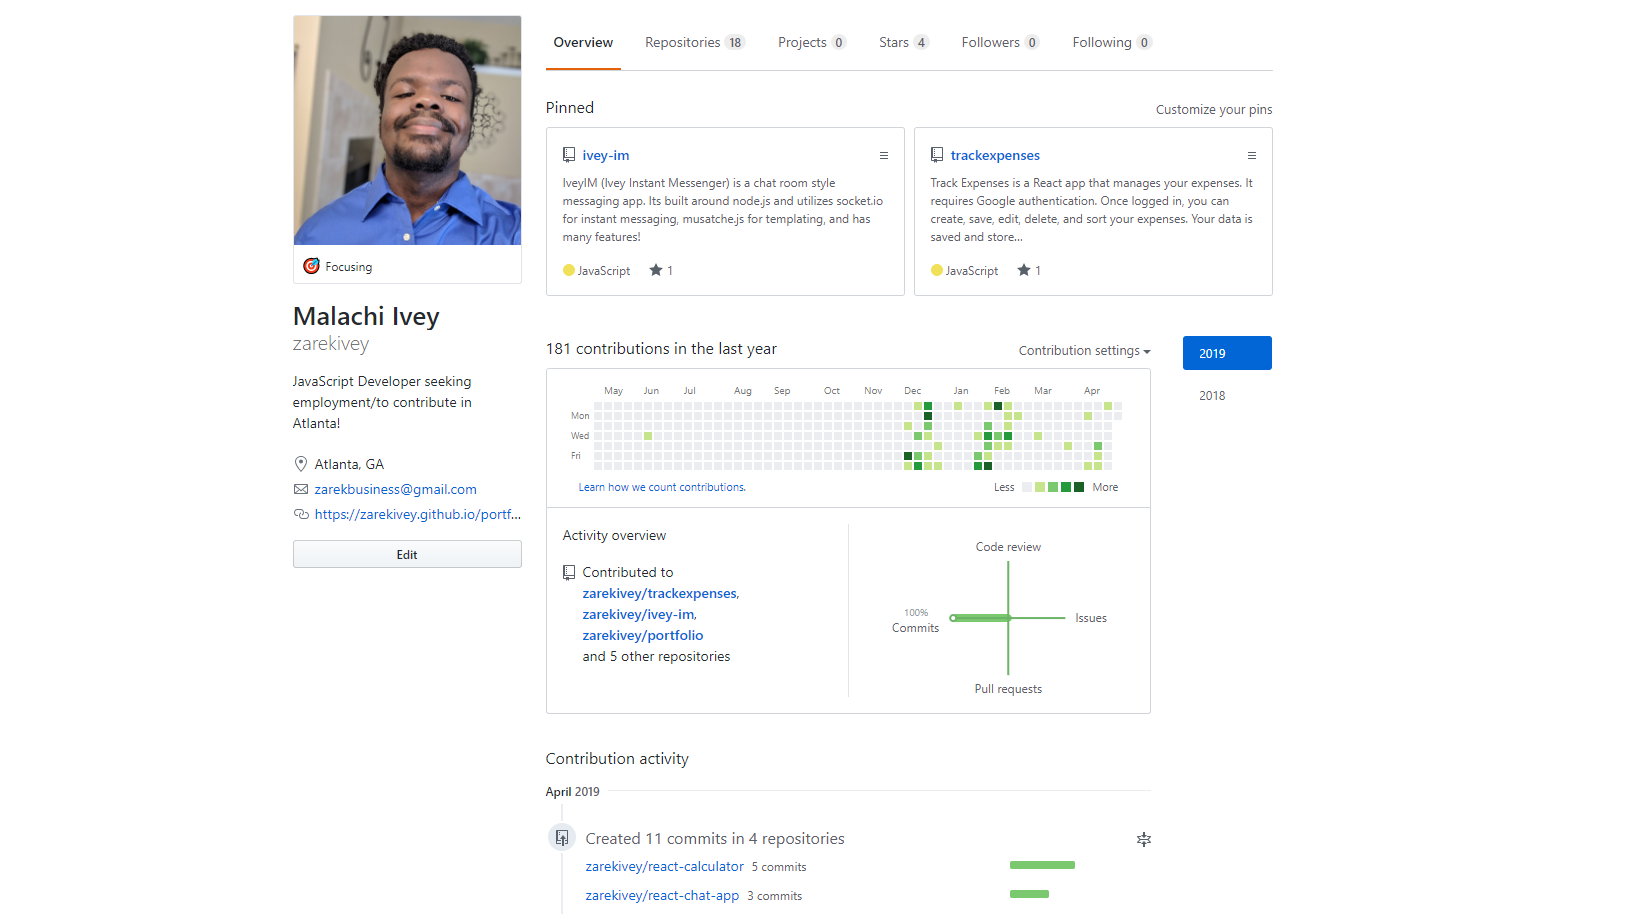 Overview Repositories 18 Projects 0 Stars 4 Followers 0 Following 0
Focusing
Malachi Ivey
zarekivey
JavaScript Developer seeking
employment/to contribute in
Atlanta!
Atlanta, GA
zarekbusiness@gmail.com
https://zarekivey.github.io/portf...
Edit
Pinned
Customize your pins
ivey-im
IveyIM (Ivey Instant Messenger) is a chat room style
messaging app. Its built around node.js and utilizes socket.io
for instant messaging, musatche.js for templating, and has
many features!
JavaScript 1
trackexpenses
Track Expenses is a React app that manages your expenses. It
requires Google authentication. Once logged in, you can
create, save, edit, delete, and sort your expenses. Your data is
saved and store...
JavaScript 1
181 contributions in the last year
Contribution settings
2019
2018
May Jun Jul Aug Sep Oct Nov Dec Jan Feb Mar Apr
Mon
Wed
Fri
Learn how we count contributions.
Less More
Activity overview
Contributed to
zarekivey/trackexpenses,
zarekivey/ivey-im,
zarekivey/portfolio
and 5 other repositories
Code review
100%
Commits
Issues
Pull requests
Contribution activity
April 2019
Created 11 commits in 4 repositories
zarekivey/react-calculator 5 commits
zarekivey/react-chat-app 3 commits